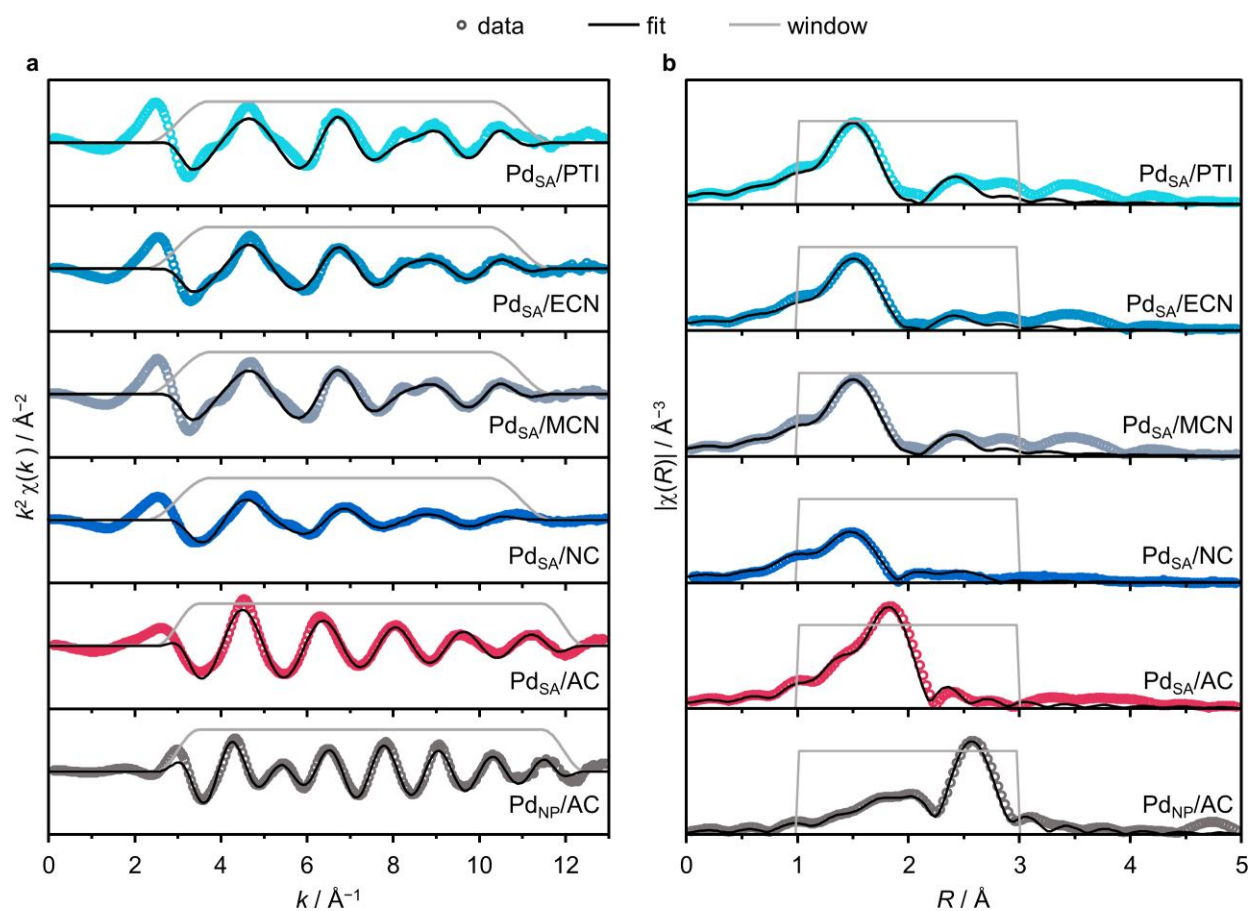 data fit window
a b
k² χ(k) / Å⁻²
Pd_SA/PTI
Pd_SA/ECN
Pd_SA/MCN
Pd_SA/NC
Pd_SA/AC
Pd_NP/AC
0 2 4 6 8 10 12
k / Å⁻¹
|χ(R)| / Å⁻³
Pd_SA/PTI
Pd_SA/ECN
Pd_SA/MCN
Pd_SA/NC
Pd_SA/AC
Pd_NP/AC
0 1 2 3 4 5
R / Å